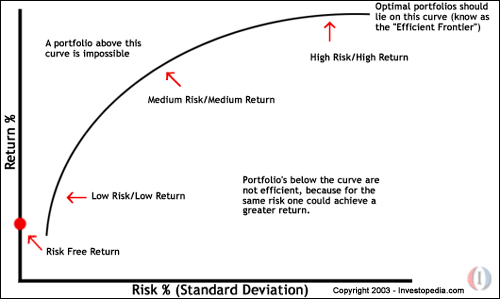 Optimal portfolios should
lie on this curve (know as
the "Efficient Frontier")
A portfolio above this
curve is impossible
High Risk/High Return
Medium Risk/Medium Return
Return %
Low Risk/Low Return
Portfolio's below the curve are
not efficient, because for the
same risk one could achieve a
greater return.
Risk Free Return
Risk % (Standard Deviation)
Copyright 2003 - Investopedia.com